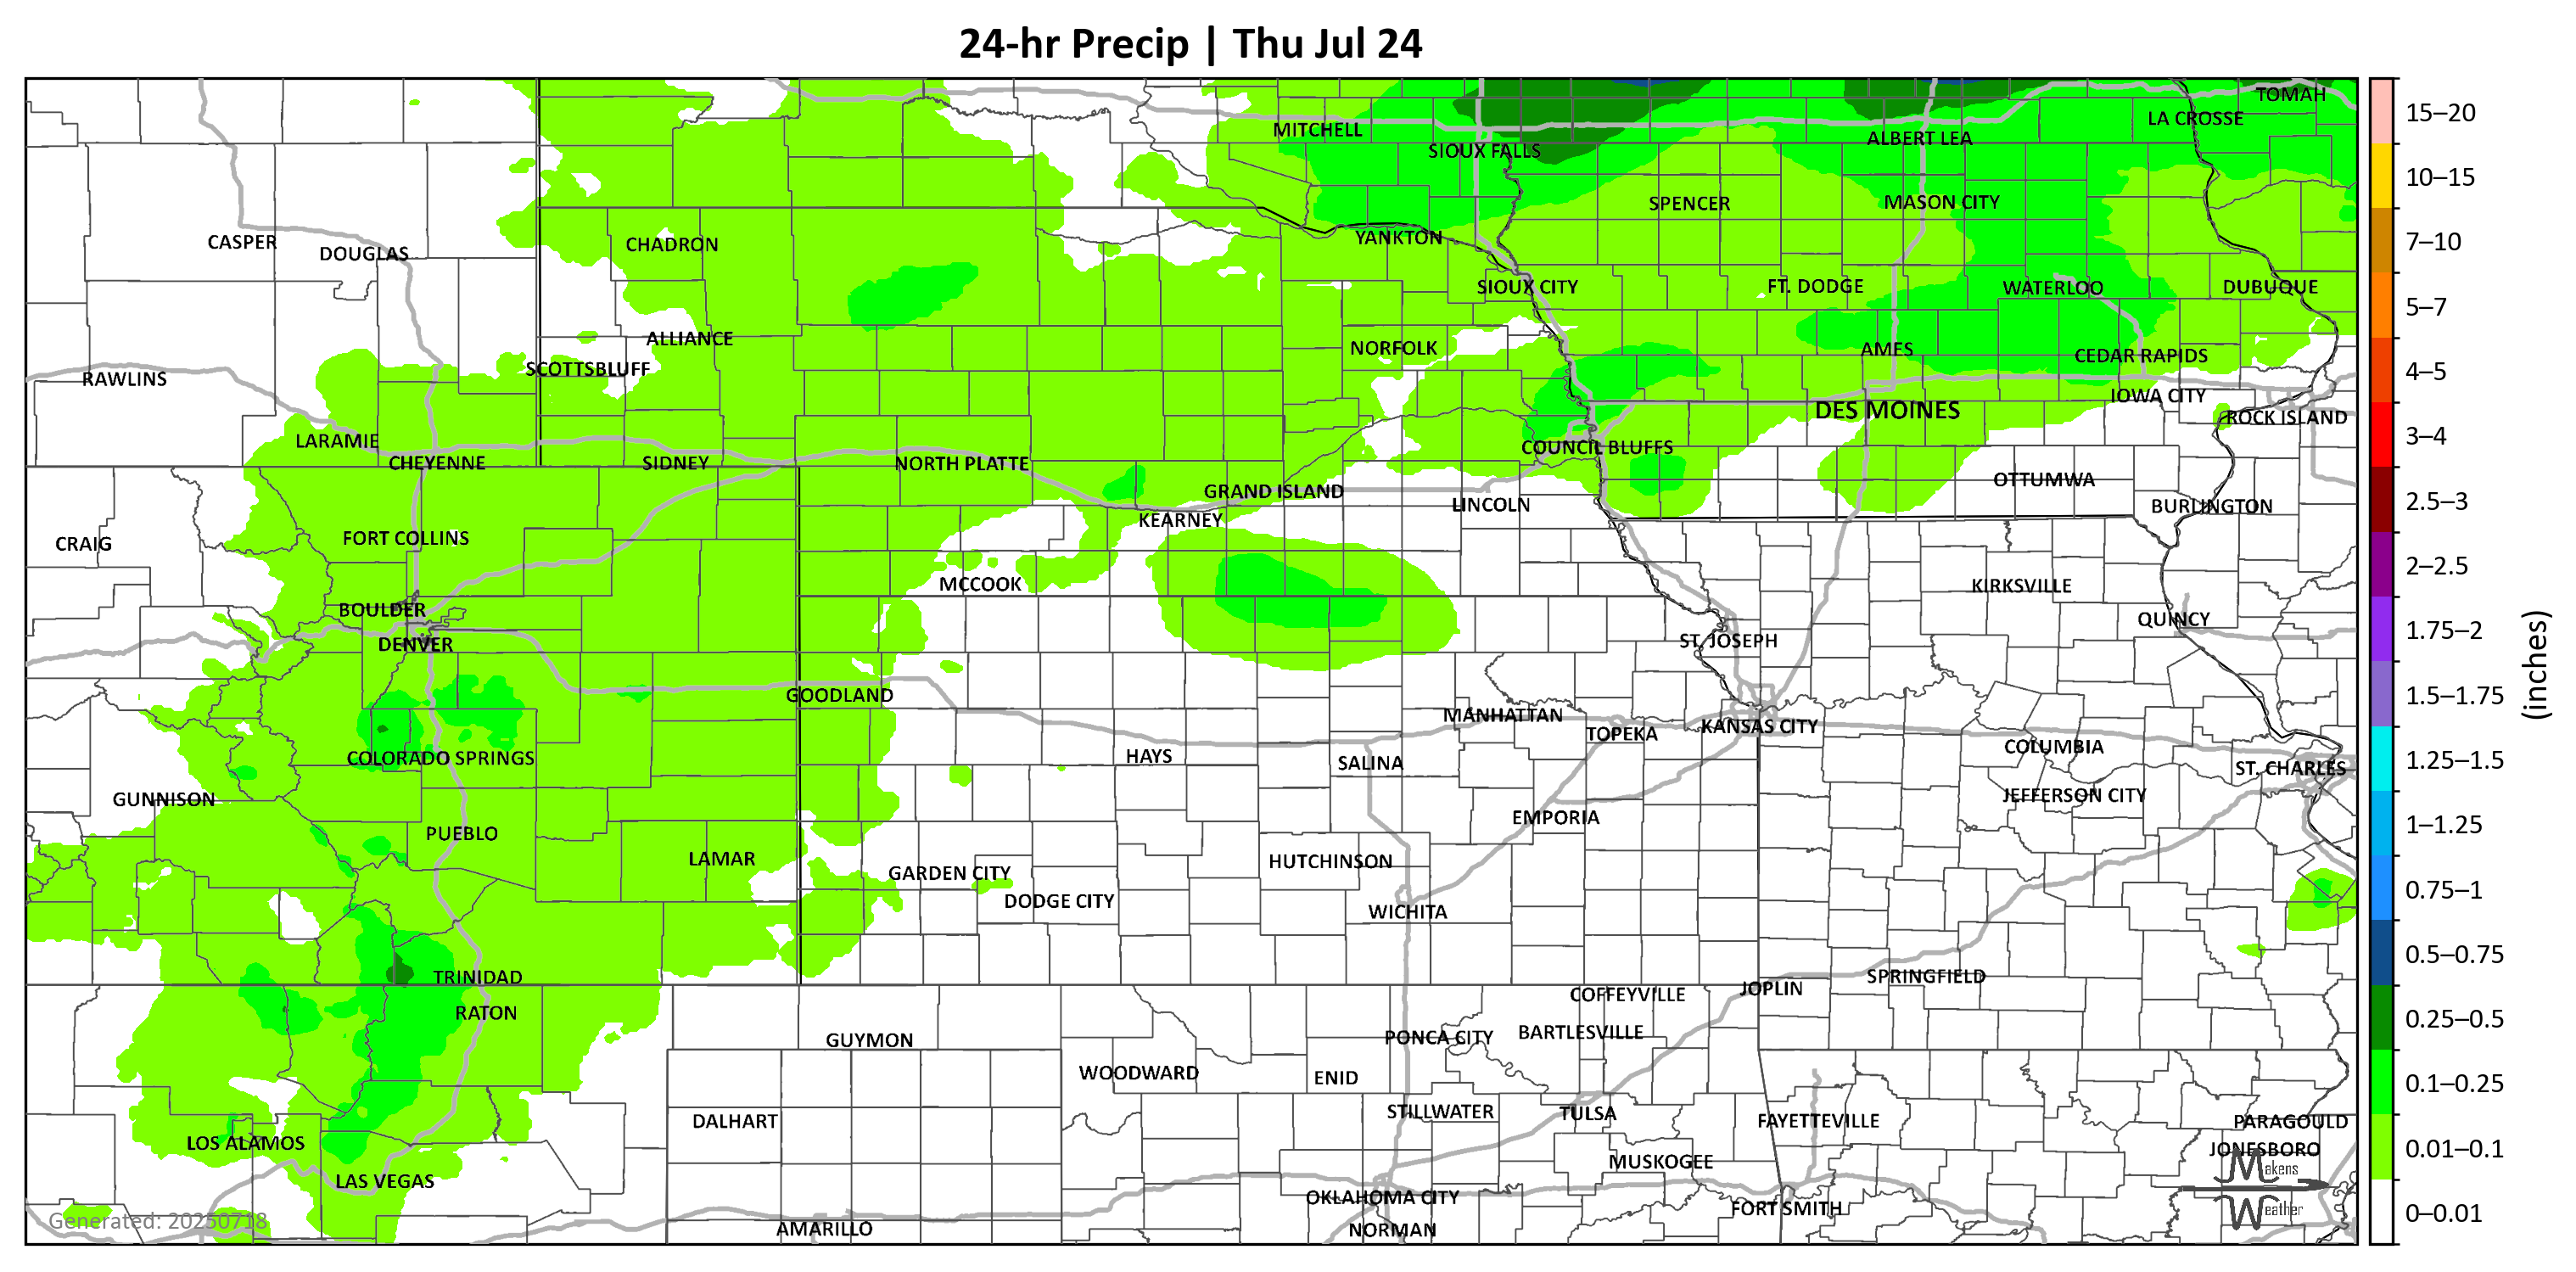 24-hr Precip | Thu Jul 24
TOMAH
LA CROSSE
MITCHELL
ALBERT LEA
SIOUX FALLS
SPENCER
MASON CITY
YANKTON
CASPER
DOUGLAS
CHADRON
SIOUX CITY
FT. DODGE
WATERLOO
DUBUQUE
ALLIANCE
NORFOLK
AMES
CEDAR RAPIDS
RAWLINS
SCOTTSBLUFF
IOWA CITY
DES MOINES
ROCK ISLAND
LARAMIE
CHEYENNE
SIDNEY
NORTH PLATTE
COUNCIL BLUFFS
GRAND ISLAND
LINCOLN
OTTUMWA
BURLINGTON
KEARNEY
CRAIG
FORT COLLINS
MCCOOK
KIRKSVILLE
BOULDER
QUINCY
DENVER
ST. JOSEPH
GOODLAND
MANHATTAN
TOPEKA
KANSAS CITY
COLORADO SPRINGS
HAYS
SALINA
COLUMBIA
ST. CHARLES
GUNNISON
JEFFERSON CITY
PUEBLO
EMPORIA
LAMAR
GARDEN CITY
HUTCHINSON
DODGE CITY
WICHITA
TRINIDAD
SPRINGFIELD
JOPLIN
COFFEYVILLE
RATON
GUYMON
PONCA CITY
BARTLESVILLE
WOODWARD
ENID
DALHART
STILLWATER
TULSA
FAYETTEVILLE
PARAGOULD
LOS ALAMOS
JONESBORO
MUSKOGEE
LAS VEGAS
OKLAHOMA CITY
FORT SMITH
AMARILLO
NORMAN
Generated: 20250718
Makens
Weather
15–20
10–15
7–10
5–7
4–5
3–4
2.5–3
2–2.5
1.75–2
1.5–1.75
1.25–1.5
1–1.25
0.75–1
0.5–0.75
0.25–0.5
0.1–0.25
0.01–0.1
0–0.01
(inches)